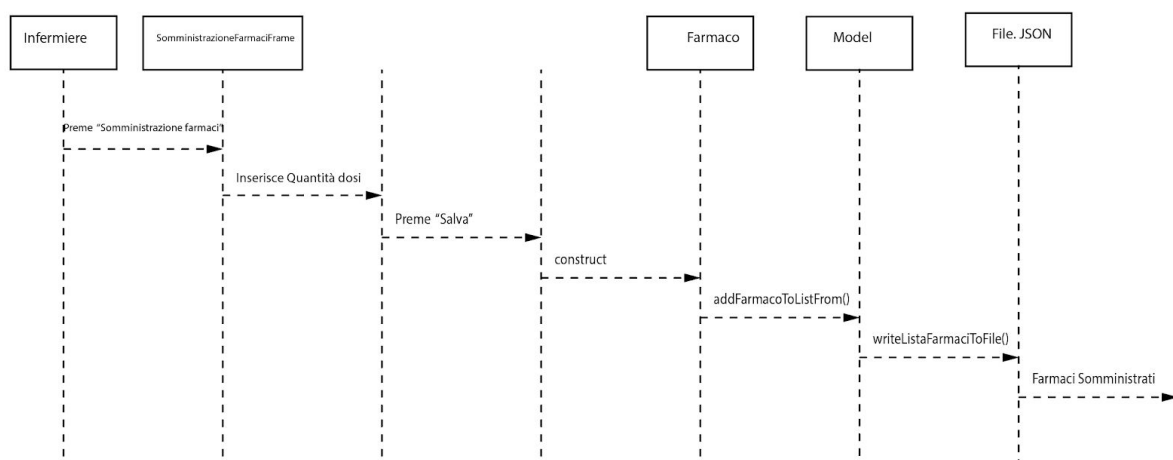 Infermiere
SomministrazioneFarmaciFrame
Farmaco
Model
File. JSON
Preme “Somministrazione farmaci”
Inserisce Quantità dosi
Preme “Salva”
construct
addFarmacoToListFrom()
writeListaFarmaciToFile()
Farmaci Somministrati